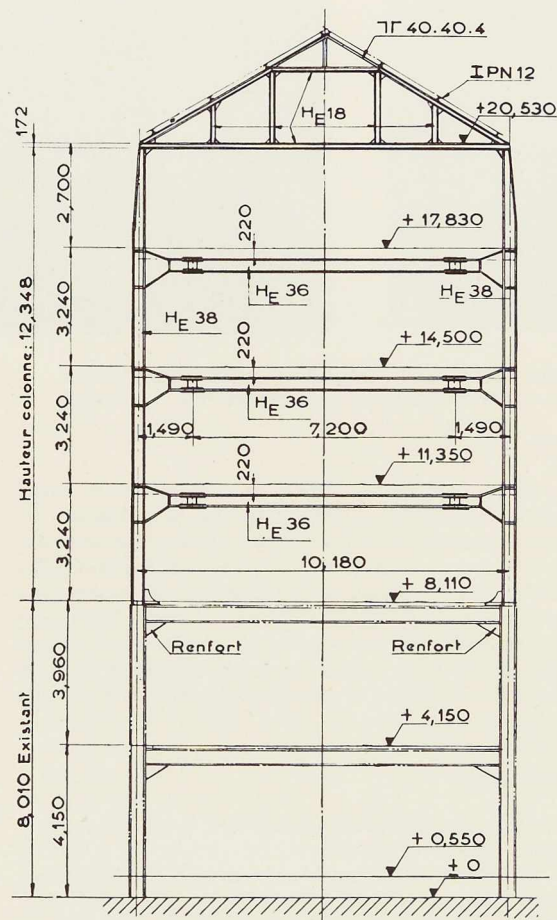 ⅂Γ 40.40.4
I PN 12
HE 18
+20,530
172
2,700
+ 17,830
220
HE 36
HE 38
3,240
HE 38
+ 14,500
220
HE 36
Hauteur colonne: 12,348
3,240
1,490
7,200
1,490
+ 11,350
220
HE 36
3,240
10,180
+ 8,110
Renfort
Renfort
3,960
+ 4,150
8,010 Existant
4,150
+ 0,550
+ 0